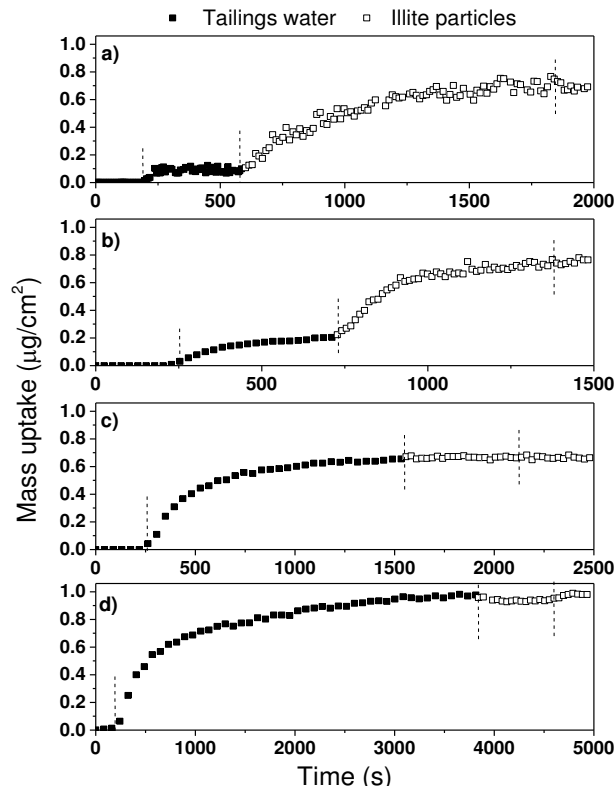 ■ Tailings water □ Illite particles
Mass uptake (μg/cm²)
a)
1.0
0.8
0.6
0.4
0.2
0.0
0 500 1000 1500 2000
b)
1.0
0.8
0.6
0.4
0.2
0.0
0 500 1000 1500
c)
1.0
0.8
0.6
0.4
0.2
0.0
0 500 1000 1500 2000 2500
d)
1.0
0.8
0.6
0.4
0.2
0.0
0 1000 2000 3000 4000 5000
Time (s)